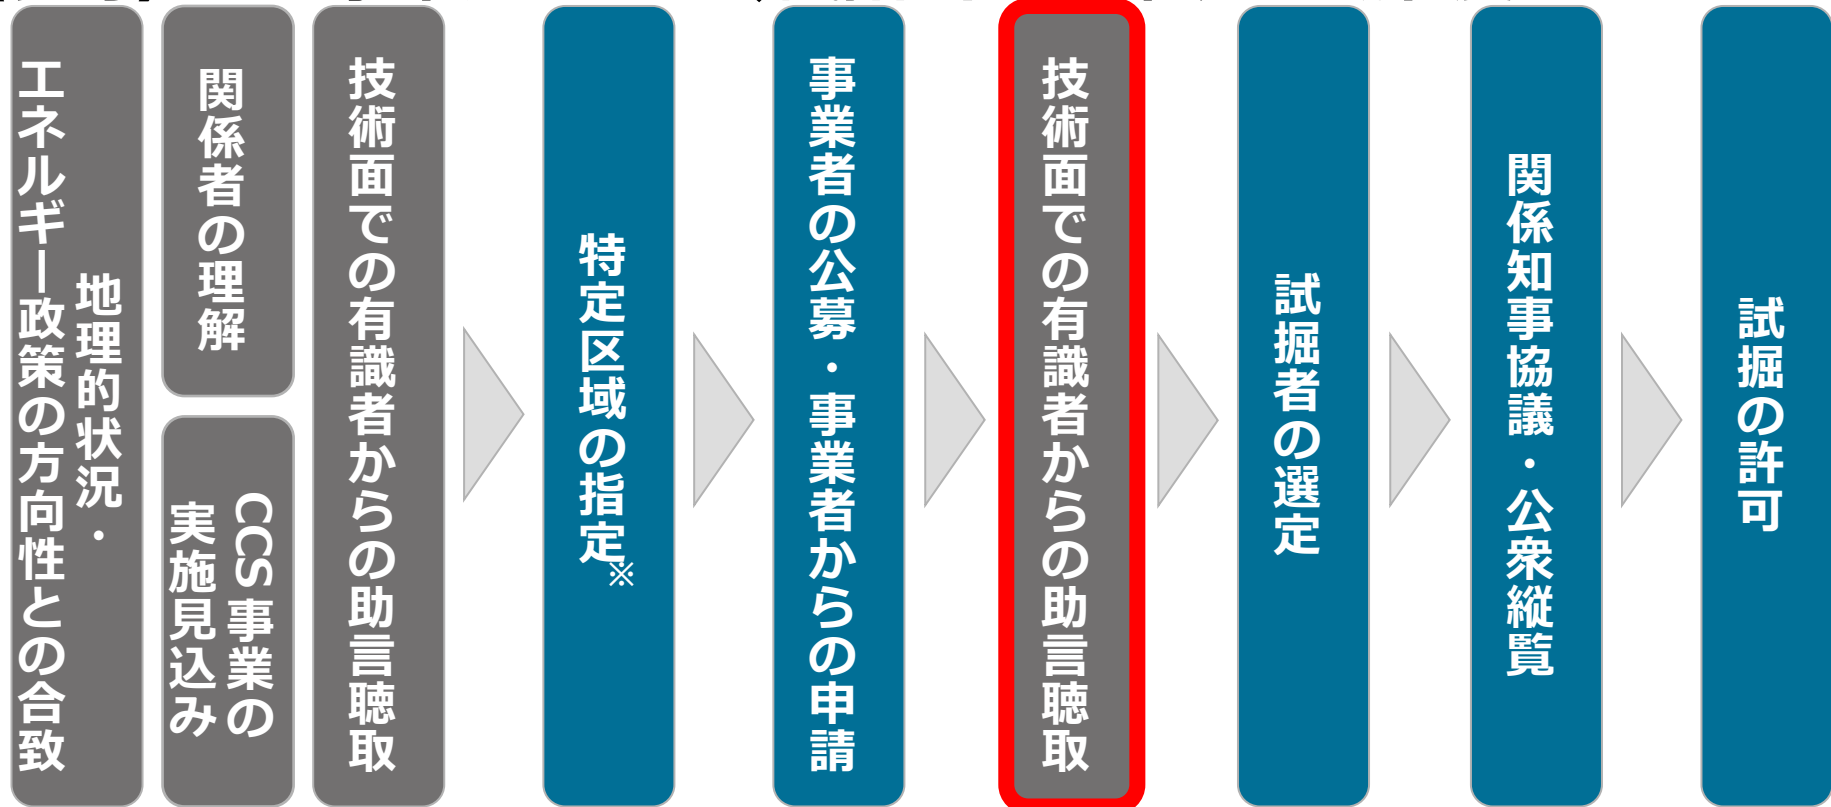 地理的状況・
エネルギー政策の方向性との合致
関係者の理解
CCS事業の
実施見込み
技術面での有識者からの助言聴取
特定区域の指定※
事業者の公募・事業者からの申請
技術面での有識者からの助言聴取
試掘者の選定
関係知事協議・公衆縦覧
試掘の許可